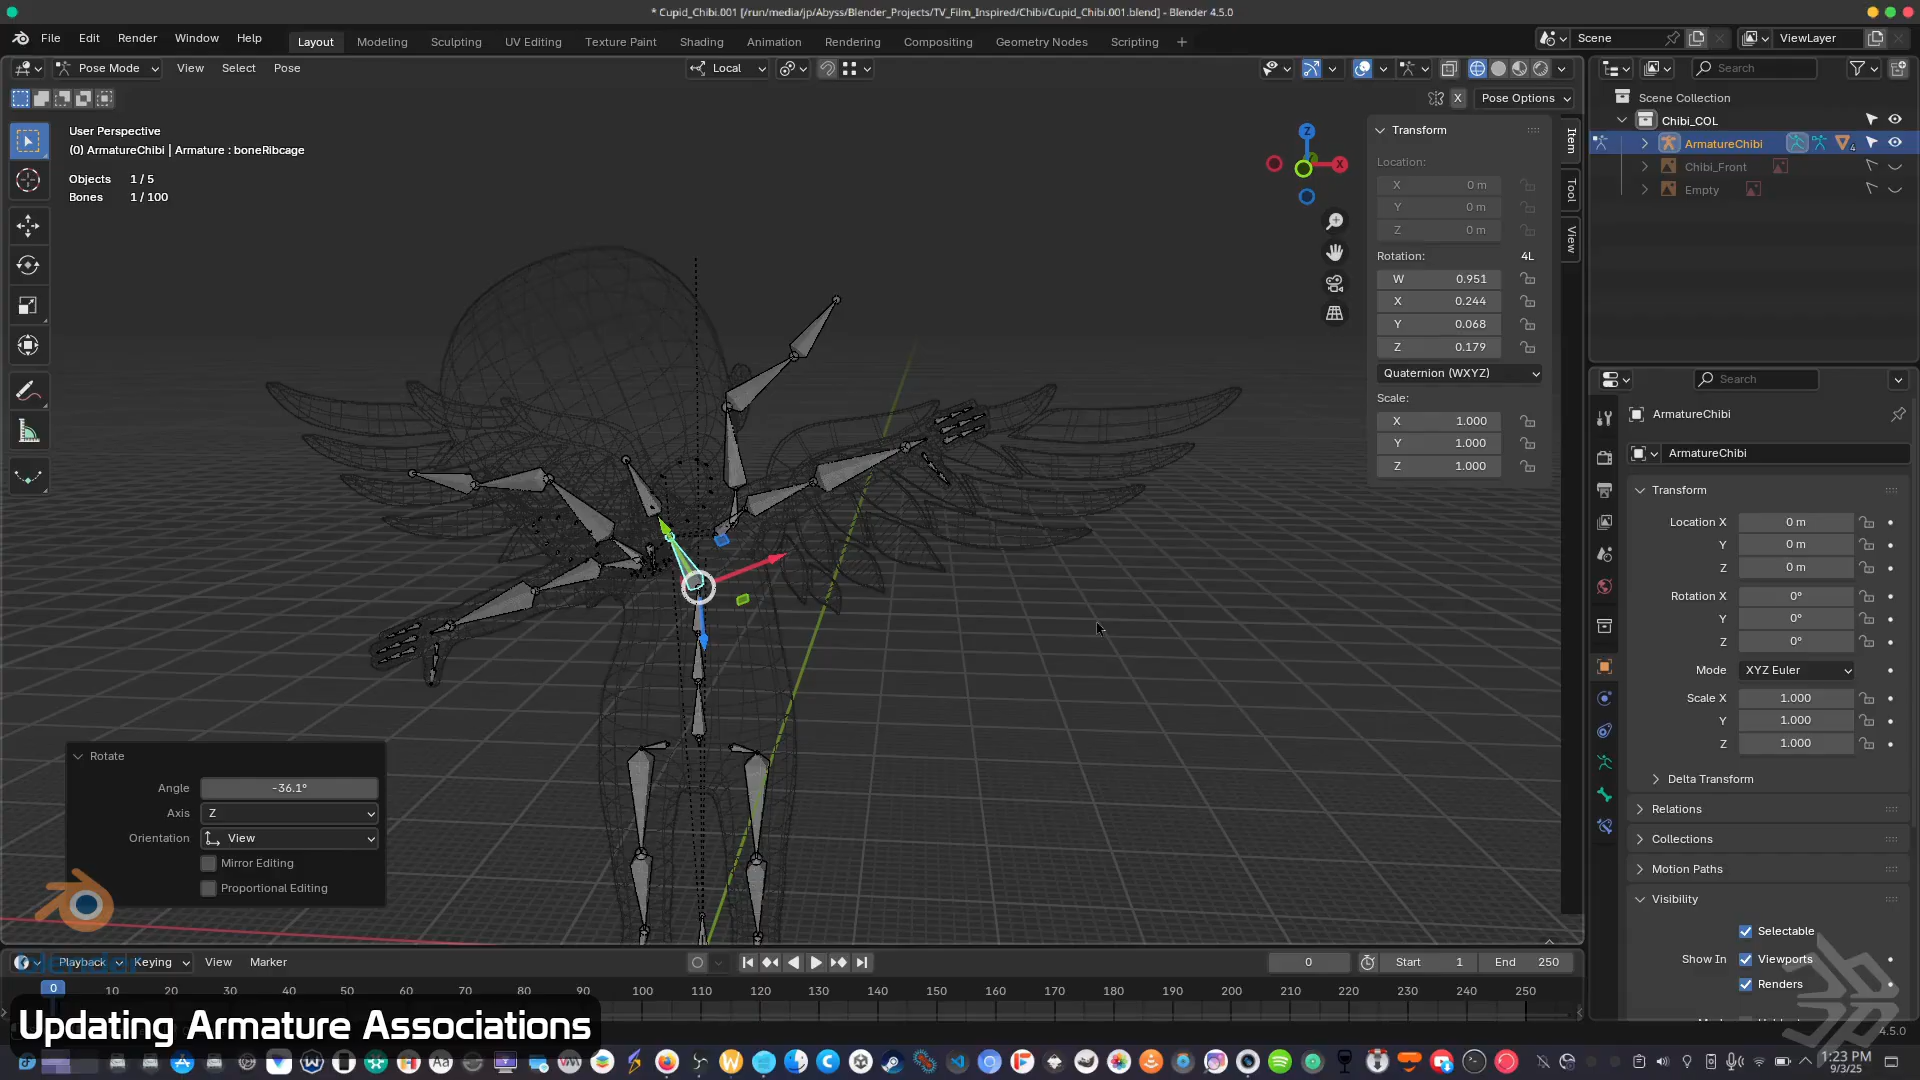 * Cupid_Chibi.001 [/run/media/jp/Abyss/Blender_Projects/TV_Film_Inspired/Chibi/Cupid_Chibi.001.blend] - Blender 4.5.0
File Edit Render Window Help
Layout Modeling Sculpting UV Editing Texture Paint Shading Animation Rendering Compositing Geometry Nodes Scripting
Scene
ViewLayer
Pose Mode View Select Pose
Local
Search
X Pose Options
User Perspective
(0) ArmatureChibi | Armature : boneRibcage
Objects 1 / 5
Bones 1 / 100
Z
X
Transform
Location:
X 0 m
Y 0 m
Z 0 m
Rotation: 4L
W 0.951
X 0.244
Y 0.068
Z 0.179
Quaternion (WXYZ)
Scale:
X 1.000
Y 1.000
Z 1.000
Item
Tool
View
Scene Collection
Chibi_COL
ArmatureChibi
4
Chibi_Front
Empty
Search
ArmatureChibi
ArmatureChibi
Transform
Location X 0 m
Y 0 m
Z 0 m
Rotation X 0°
Y 0°
Z 0°
Mode XYZ Euler
Scale X 1.000
Y 1.000
Z 1.000
Delta Transform
Relations
Collections
Motion Paths
Visibility
Selectable
Show In Viewports
Renders
Rotate
Angle -36.1°
Axis Z
Orientation View
Mirror Editing
Proportional Editing
blender
Playback Keying View Marker
0 Start 1 End 250
0 10 20 30 40 50 60 70 80 90 100 110 120 130 140 150 160 170 180 190 200 210 220 230 240 250
Updating Armature Associations
4.5.0
1:23 PM
9/3/25